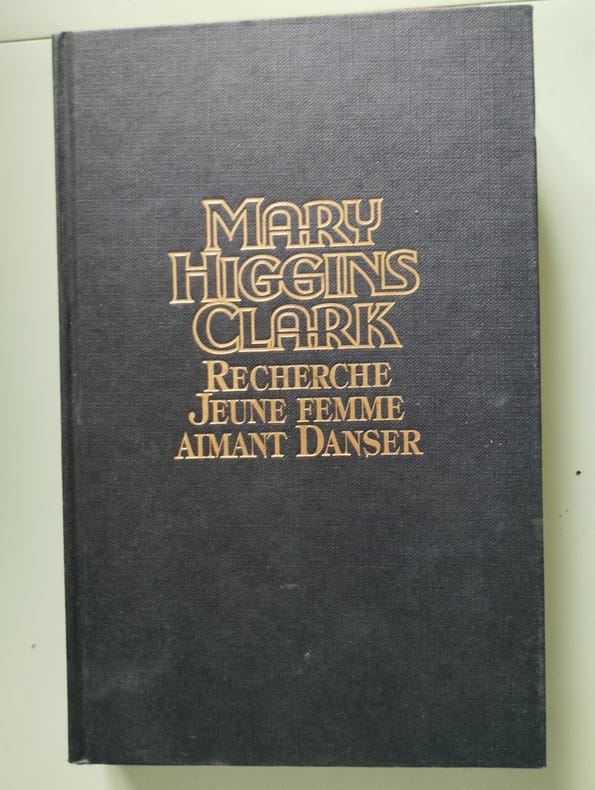 MARY
HIGGINS
CLARK
RECHERCHE
JEUNE FEMME
AIMANT DANSER